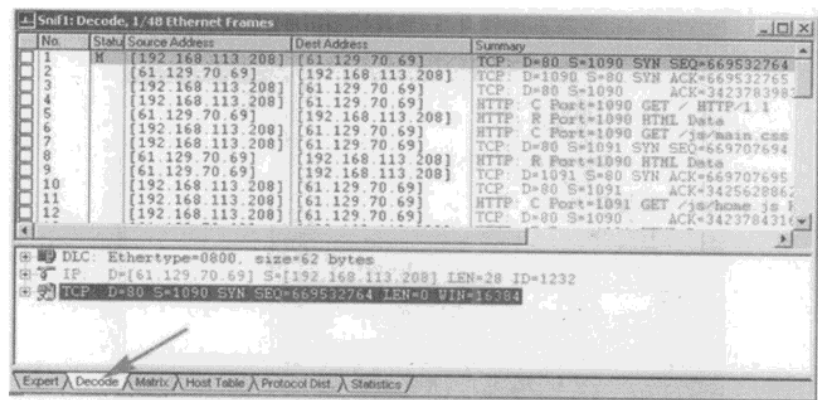 Snif1: Decode, 1/48 Ethernet Frames
No. Statu Source Address Dest Address Summary
1 M [192.168.113.208] [61.129.70.69] TCP: D=80 S=1090 SYN SEQ=669532764
2 [61.129.70.69] [192.168.113.208] TCP: D=1090 S=80 SYN ACK=669532765
3 [192.168.113.208] [61.129.70.69] TCP: D=80 S=1090 ACK=3423783983
4 [192.168.113.208] [61.129.70.69] HTTP: C Port=1090 GET / HTTP/1.1
5 [61.129.70.69] [192.168.113.208] HTTP: R Port=1090 HTML Data
6 [192.168.113.208] [61.129.70.69] HTTP: C Port=1090 GET /js/main.css
7 [192.168.113.208] [61.129.70.69] TCP: D=80 S=1091 SYN SEQ=669707694
8 [61.129.70.69] [192.168.113.208] HTTP: R Port=1090 HTML Data
9 [61.129.70.69] [192.168.113.208] TCP: D=1091 S=80 SYN ACK=669707695
10 [192.168.113.208] [61.129.70.69] TCP: D=80 S=1091 ACK=3425628862
11 [192.168.113.208] [61.129.70.69] HTTP: C Port=1091 GET /js/home.js
12 [192.168.113.208] [61.129.70.69] TCP: D=80 S=1090 ACK=3423784316
DLC: Ethertype=0800, size=62 bytes
IP: D=[61.129.70.69] S=[192.168.113.208] LEN=28 ID=1232
TCP: D=80 S=1090 SYN SEQ=669532764 LEN=0 WIN=16384
Expert Decode Matrix Host Table Protocol Dist. Statistics